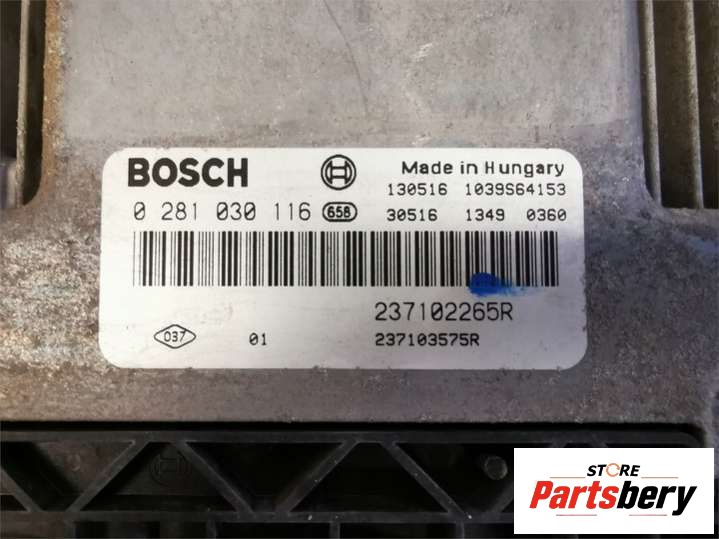 BOSCH
Made in Hungary
130516 1039S64153
0 281 030 116 658
30516 1349 0360
237102265R
037 01 237103575R
STORE
Partsbery